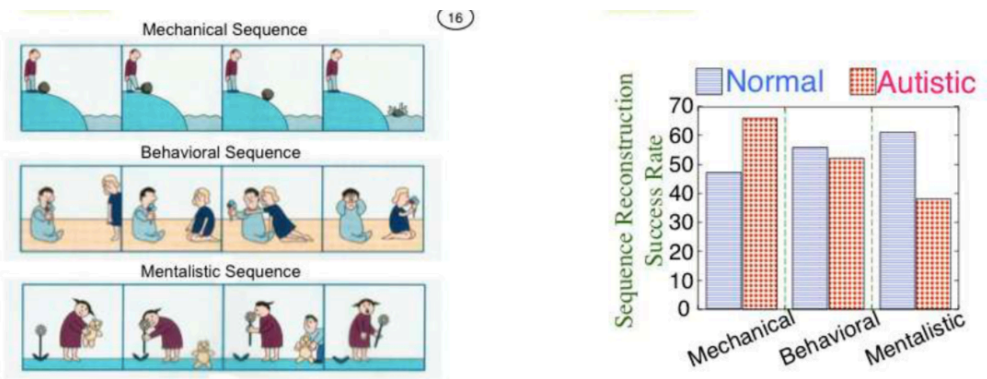 16
Mechanical Sequence
Behavioral Sequence
Mentalistic Sequence
Normal
Autistic
Sequence Reconstruction
Success Rate
70
60
50
40
30
20
10
0
Mechanical
Behavioral
Mentalistic